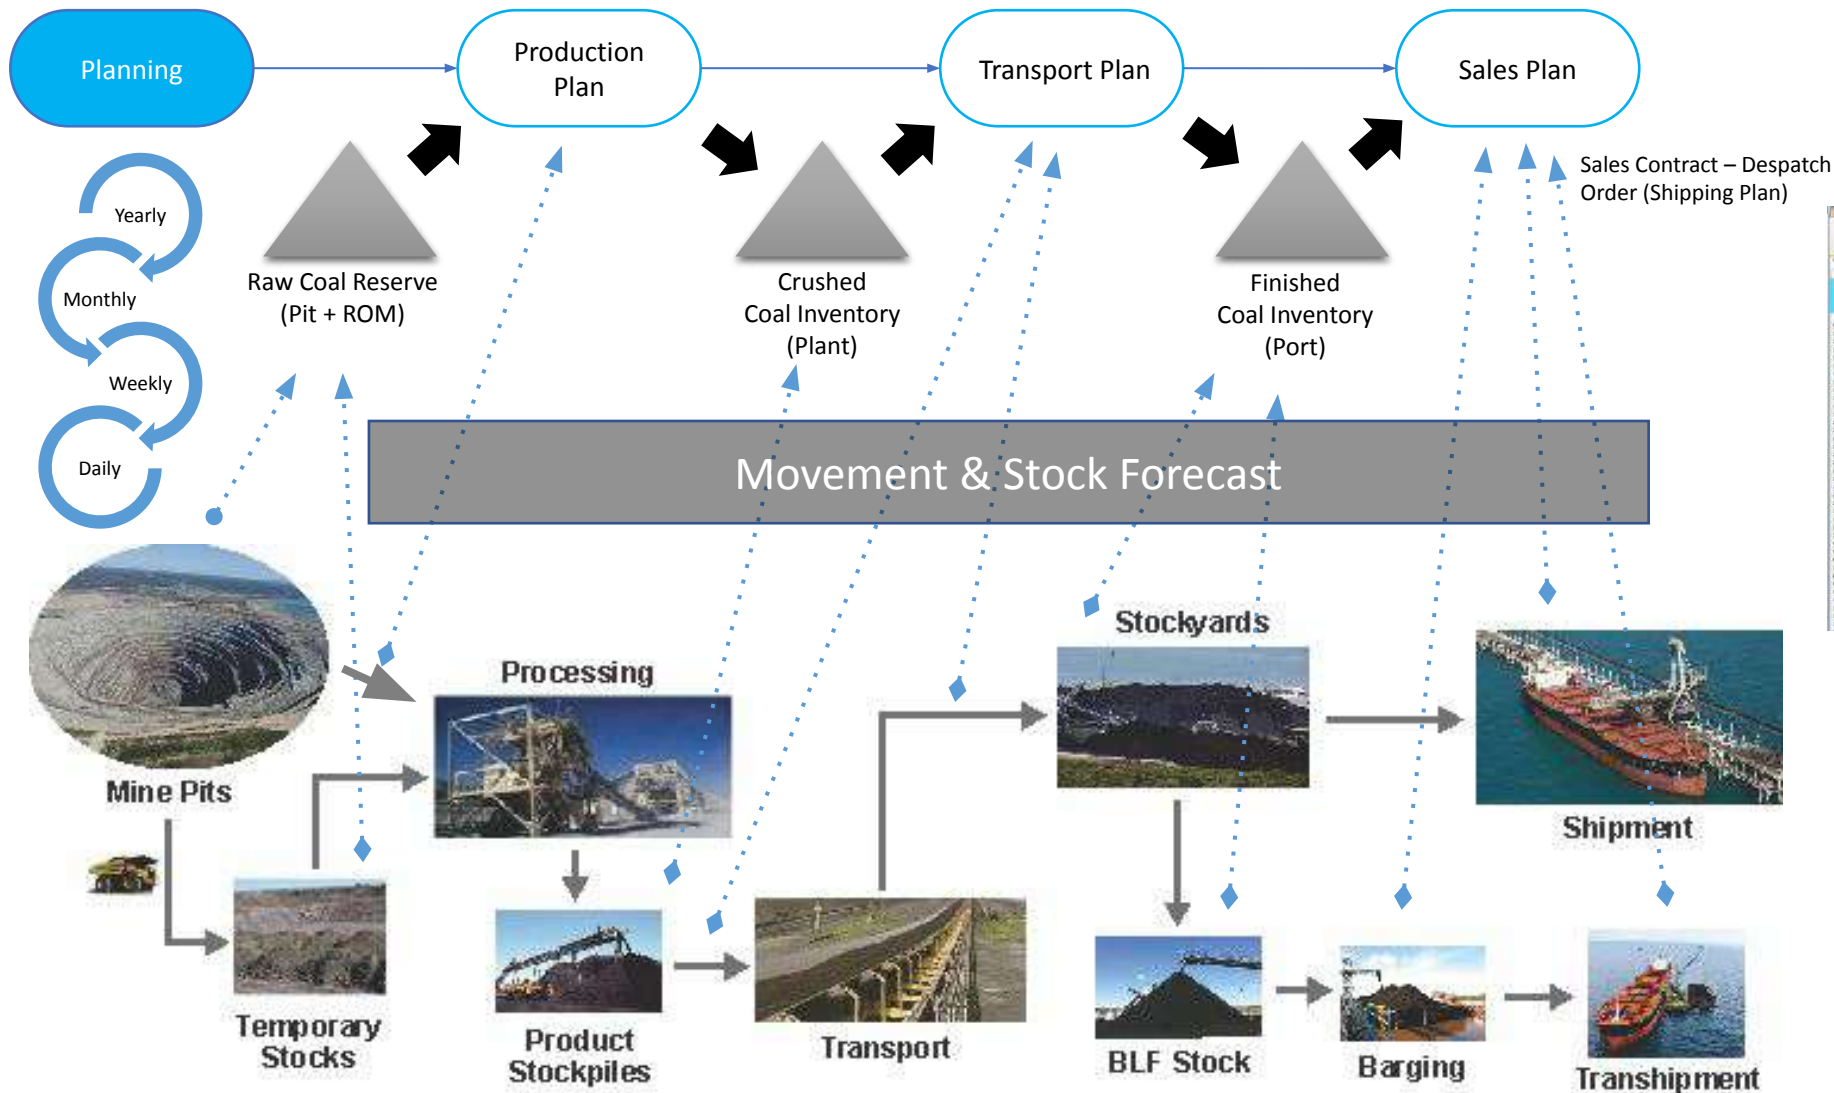 Planning
Production
Plan
Transport Plan
Sales Plan
Sales Contract – Despatch
Order (Shipping Plan)
Yearly
Monthly
Weekly
Daily
Raw Coal Reserve
(Pit + ROM)
Crushed
Coal Inventory
(Plant)
Finished
Coal Inventory
(Port)
Movement & Stock Forecast
Mine Pits
Processing
Stockyards
Shipment
Temporary
Stocks
Product
Stockpiles
Transport
BLF Stock
Barging
Transhipment